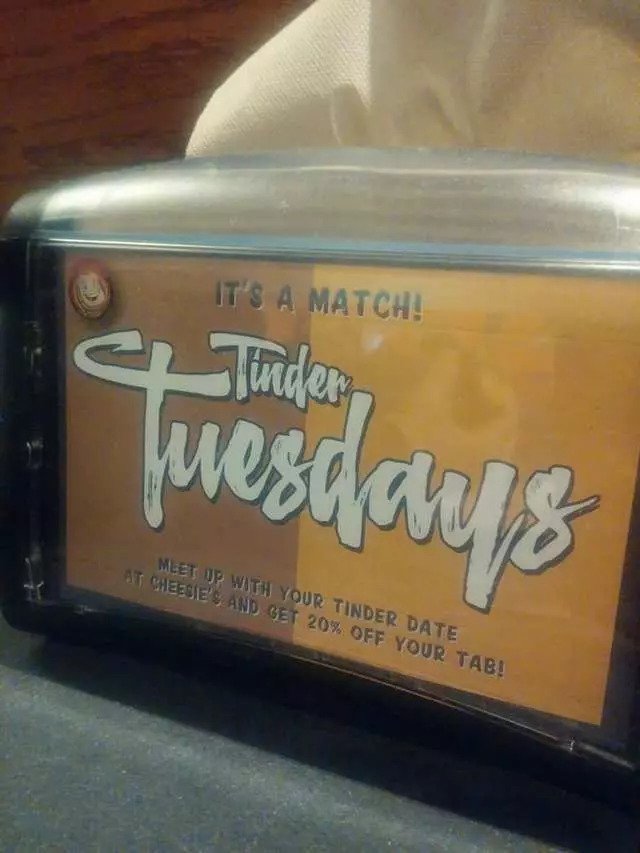 IT'S A MATCH!
Tinder
Tuesdays
MEET UP WITH YOUR TINDER DATE
AT CHEESIE'S AND GET 20% OFF YOUR TAB!